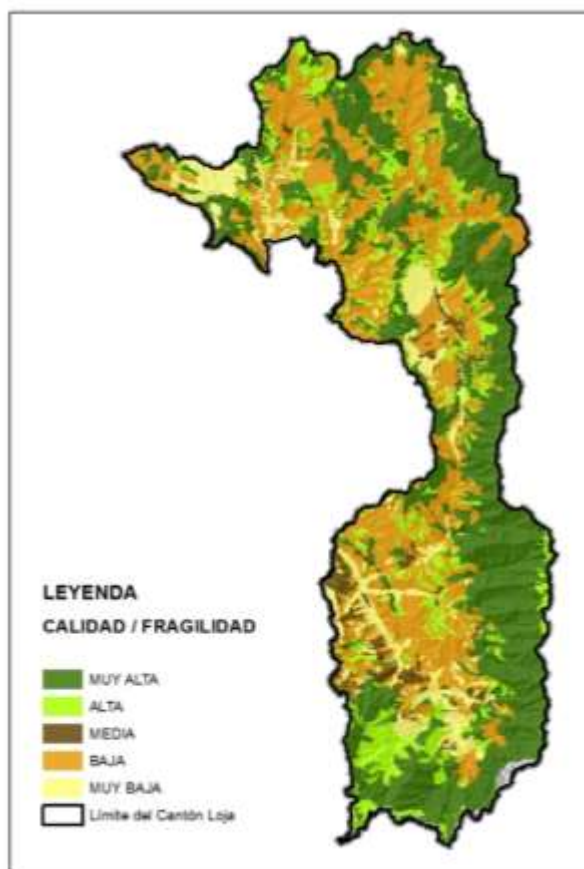 LEYENDA
CALIDAD / FRAGILIDAD
MUY ALTA
ALTA
MEDIA
BAJA
MUY BAJA
Límite del Cantón Loja